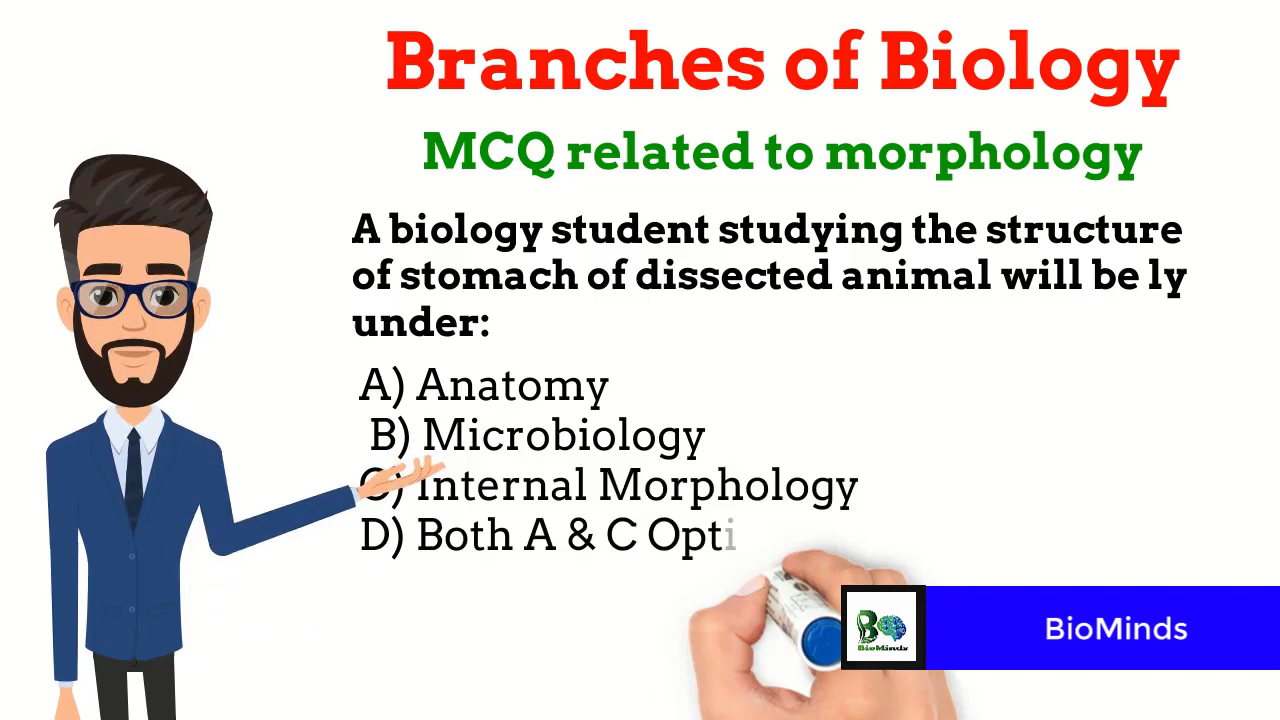 Branches of Biology
MCQ related to morphology
A biology student studying the structure
of stomach of dissected animal will be ly
under:
A) Anatomy
B) Microbiology
C) Internal Morphology
D) Both A & C Opti
BioMinds
BioMinds